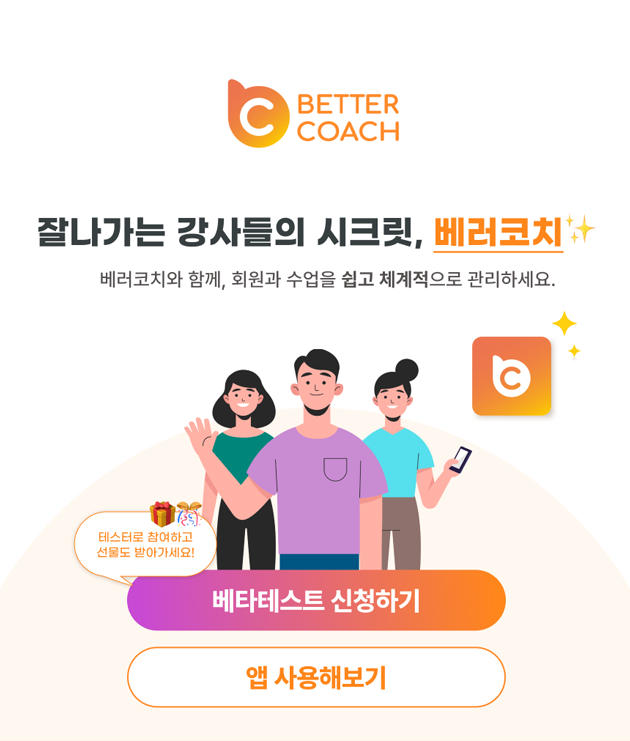 BETTER
COACH
잘나가는 강사들의 시크릿, 베러코치
베러코치와 함께, 회원과 수업을 쉽고 체계적으로 관리하세요.
테스터로 참여하고
선물도 받아가세요!
베타테스트 신청하기
앱 사용해보기